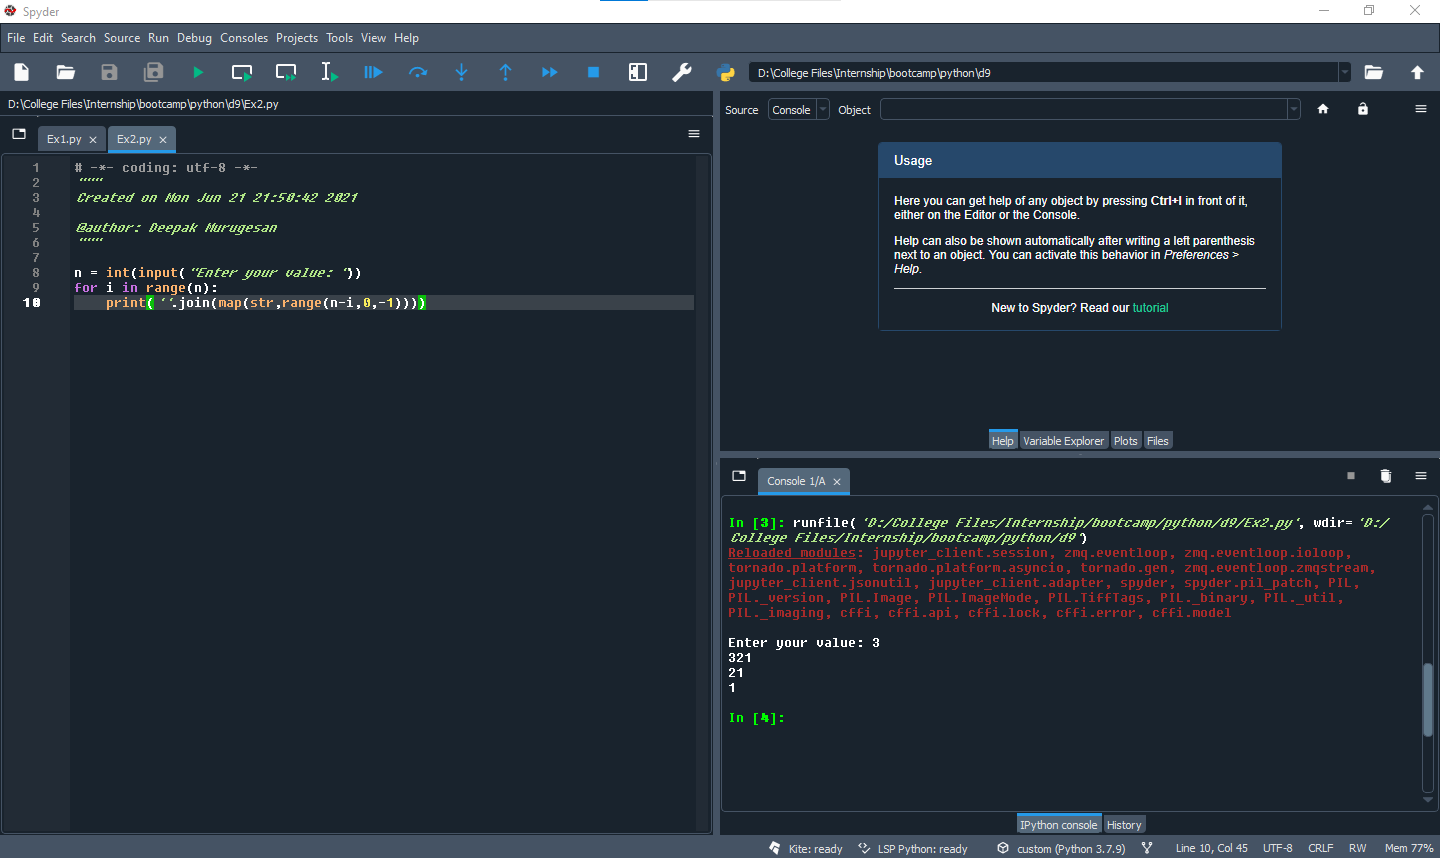 Spyder
File Edit Search Source Run Debug Consoles Projects Tools View Help
D:\College Files\Internship\bootcamp\python\d9
D:\College Files\Internship\bootcamp\python\d9\Ex2.py
Ex1.py Ex2.py
1 # -*- coding: utf-8 -*-
2 """
3 Created on Mon Jun 21 21:50:42 2021
4
5 @author: Deepak Murugesan
6 """
7
8 n = int(input("Enter your value: "))
9 for i in range(n):
10 print(''.join(map(str,range(n-i,0,-1))))
Source Console Object
Usage
Here you can get help of any object by pressing Ctrl+I in front of it,
either on the Editor or the Console.
Help can also be shown automatically after writing a left parenthesis
next to an object. You can activate this behavior in Preferences >
Help.
New to Spyder? Read our tutorial
Help Variable Explorer Plots Files
Console 1/A
In [3]: runfile('D:/College Files/Internship/bootcamp/python/d9/Ex2.py', wdir='D:/
College Files/Internship/bootcamp/python/d9')
Reloaded modules: jupyter_client.session, zmq.eventloop, zmq.eventloop.ioloop,
tornado.platform, tornado.platform.asyncio, tornado.gen, zmq.eventloop.zmqstream,
jupyter_client.jsonutil, jupyter_client.adapter, spyder, spyder.pil_patch, PIL,
PIL._version, PIL.Image, PIL.ImageMode, PIL.TiffTags, PIL._binary, PIL._util,
PIL._imaging, cffi, cffi.api, cffi.lock, cffi.error, cffi.model
Enter your value: 3
321
21
1
In [4]:
IPython console History
Kite: ready LSP Python: ready custom (Python 3.7.9) Line 10, Col 45 UTF-8 CRLF RW Mem 77%